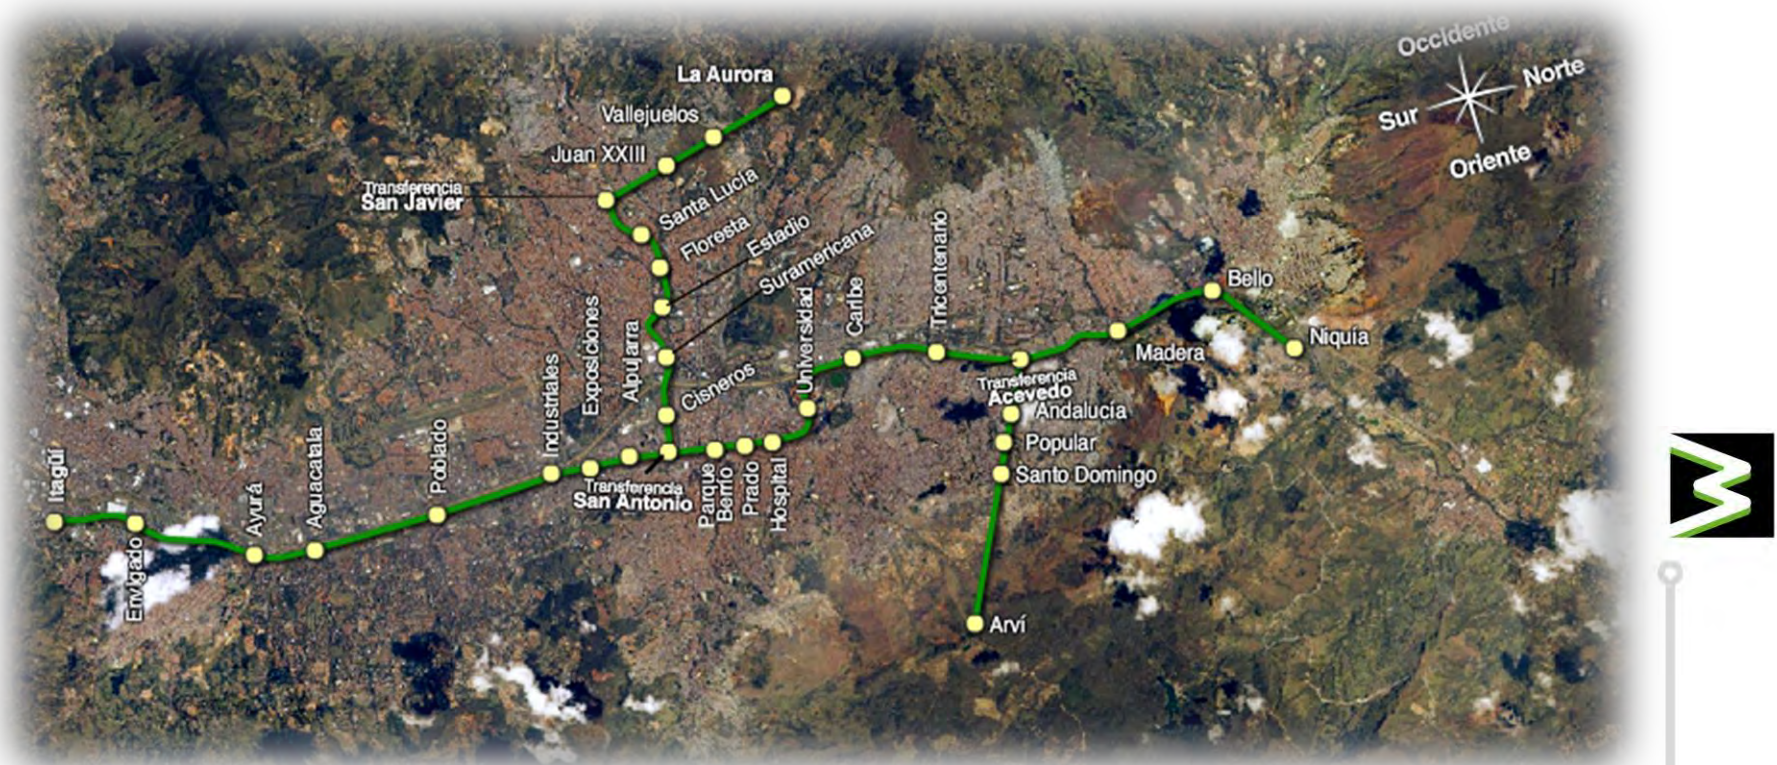 Occidente
Norte
Sur
Oriente
La Aurora
Vallejuelos
Juan XXIII
Transferencia
San Javier
Santa Lucía
Floresta
Estadio
Suramericana
Cisneros
Itagüí
Envigado
Ayurá
Aguacatala
Poblado
Industriales
Exposiciones
Alpujarra
Transferencia
San Antonio
Parque
Berrío
Prado
Hospital
Universidad
Caribe
Tricentenario
Transferencia
Acevedo
Andalucía
Popular
Santo Domingo
Arví
Madera
Bello
Niquía